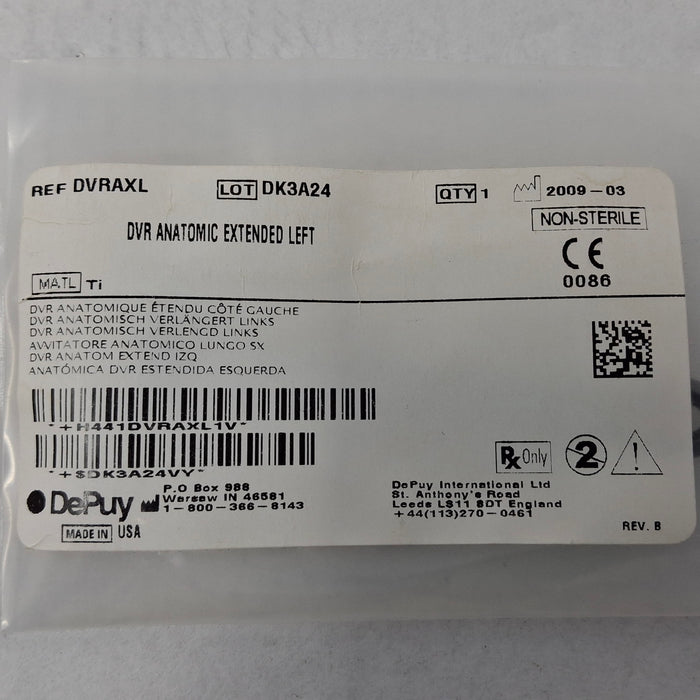 REF DVRAXL LOT DK3A24 QTY 1 2009-03
NON-STERILE
DVR ANATOMIC EXTENDED LEFT
CE
0086
MATL Ti
DVR ANATOMIQUE ÉTENDU CÔTÉ GAUCHE
DVR ANATOMISCH VERLÄNGERT LINKS
DVR ANATOMISCH VERLENGD LINKS
AVVITATORE ANATOMICO LUNGO SX
DVR ANATOM EXTEND IZQ
ANATÓMICA DVR ESTENDIDA ESQUERDA
*+H441DVRAXL1V*
*+$DK3A24VY*
Rx Only 2 !
DePuy
P.O Box 988
Warsaw IN 46581
1-800-366-8143
DePuy International Ltd
St. Anthony's Road
Leeds LS11 8DT England
+44(113)270-0461
MADE IN USA
REV. B